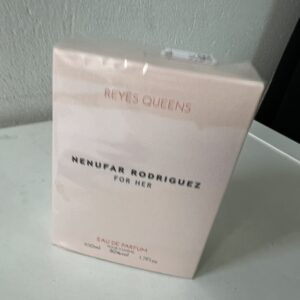 REYES QUEENS
NENUFAR RODRIGUEZ
FOR HER
EAU DE PARFUM